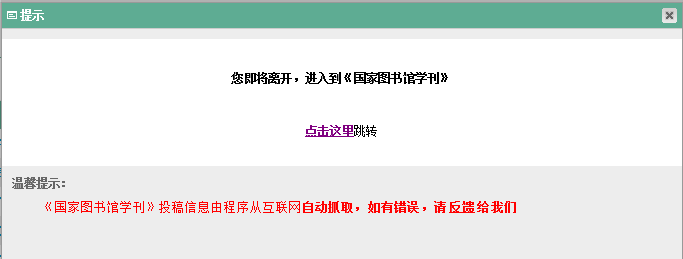 提示
您即将离开，进入到《国家图书馆学刊》
点击这里跳转
温馨提示：
《国家图书馆学刊》投稿信息由程序从互联网自动抓取，如有错误，请反馈给我们